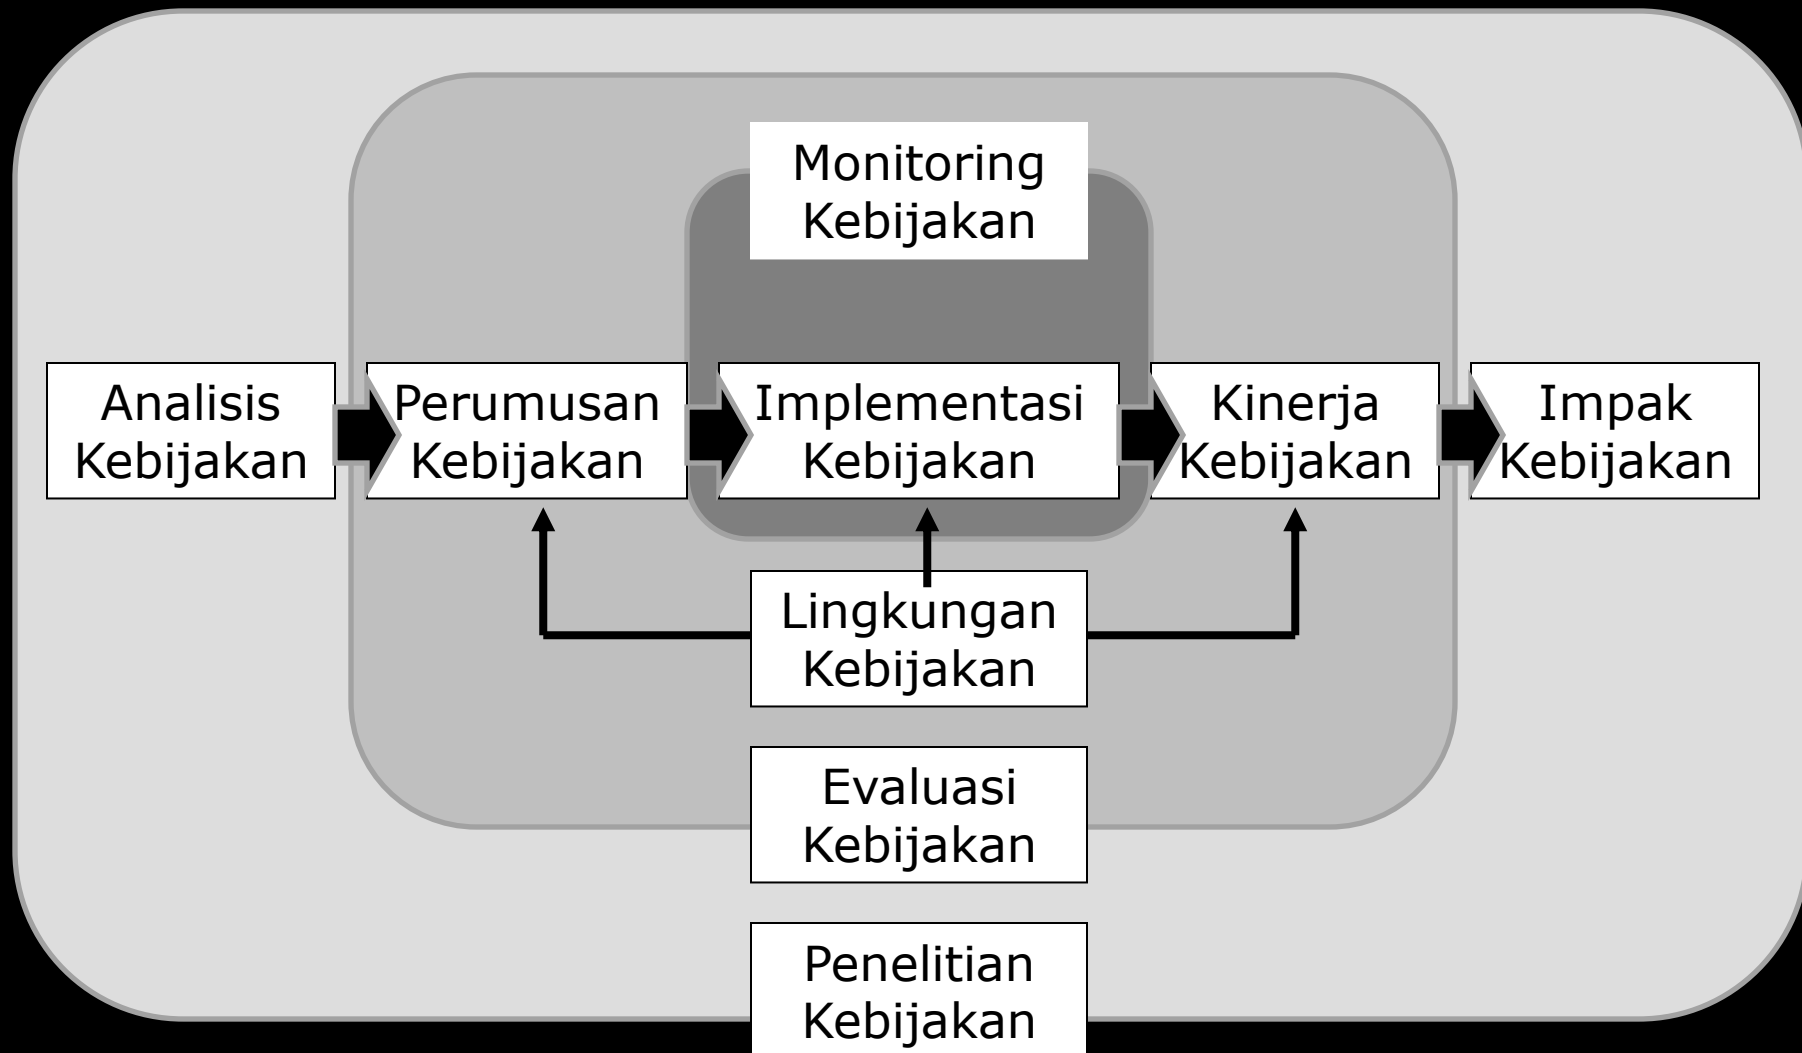 Monitoring
Kebijakan
Analisis
Kebijakan
Perumusan
Kebijakan
Implementasi
Kebijakan
Kinerja
Kebijakan
Impak
Kebijakan
Lingkungan
Kebijakan
Evaluasi
Kebijakan
Penelitian
Kebijakan